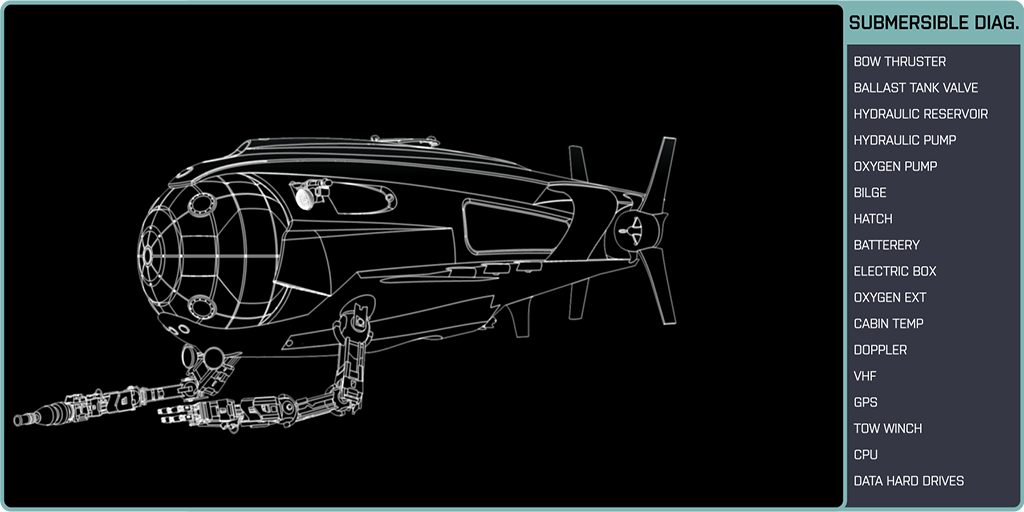 SUBMERSIBLE DIAG.
BOW THRUSTER
BALLAST TANK VALVE
HYDRAULIC RESERVOIR
HYDRAULIC PUMP
OXYGEN PUMP
BILGE
HATCH
BATTERERY
ELECTRIC BOX
OXYGEN EXT
CABIN TEMP
DOPPLER
VHF
GPS
TOW WINCH
CPU
DATA HARD DRIVES